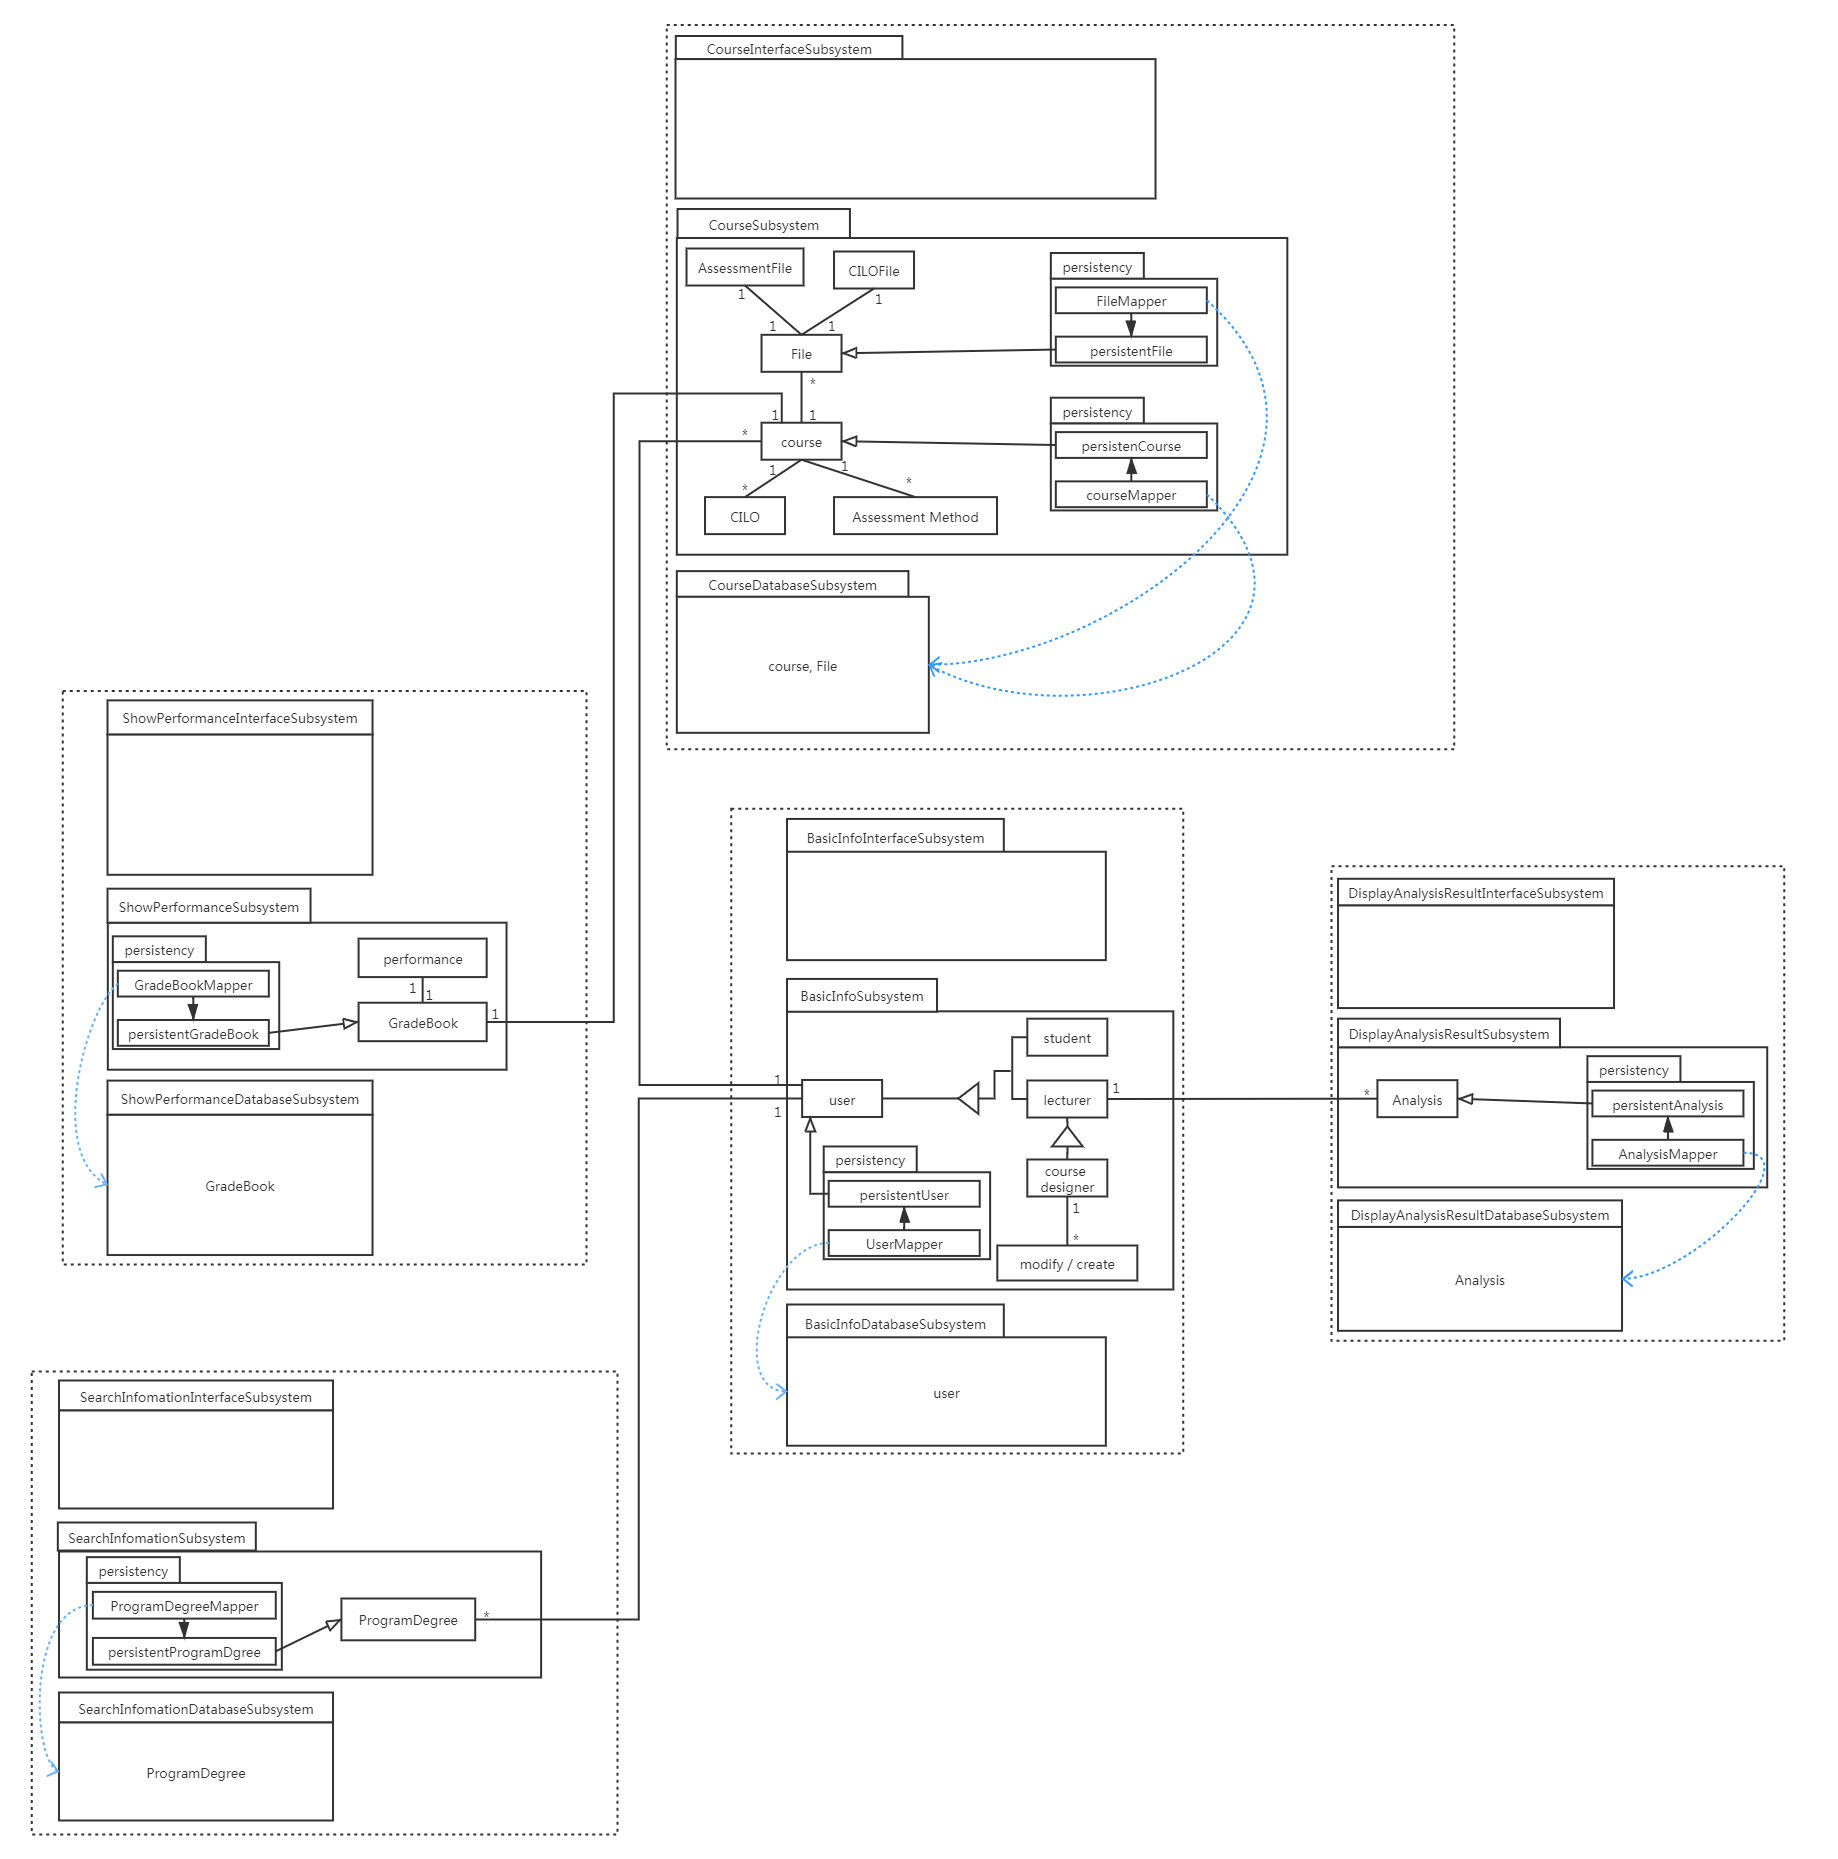 CourseInterfaceSubsystem
CourseSubsystem
AssessmentFile
CILOFile
persistency
FileMapper
persistentFile
1
1
1
1
File
*
1
1
*
course
1
1
*
*
CILO
Assessment Method
persistency
persistenCourse
courseMapper
CourseDatabaseSubsystem
course, File
ShowPerformanceInterfaceSubsystem
ShowPerformanceSubsystem
persistency
GradeBookMapper
persistentGradeBook
performance
1
1
GradeBook
1
ShowPerformanceDatabaseSubsystem
GradeBook
BasicInfoInterfaceSubsystem
BasicInfoSubsystem
student
1
user
1
lecturer
1
persistency
persistentUser
UserMapper
course
designer
1
*
modify / create
BasicInfoDatabaseSubsystem
user
DisplayAnalysisResultInterfaceSubsystem
DisplayAnalysisResultSubsystem
*
Analysis
persistency
persistentAnalysis
AnalysisMapper
DisplayAnalysisResultDatabaseSubsystem
Analysis
SearchInfomationInterfaceSubsystem
SearchInfomationSubsystem
persistency
ProgramDegreeMapper
persistentProgramDgree
ProgramDegree
*
SearchInfomationDatabaseSubsystem
ProgramDegree